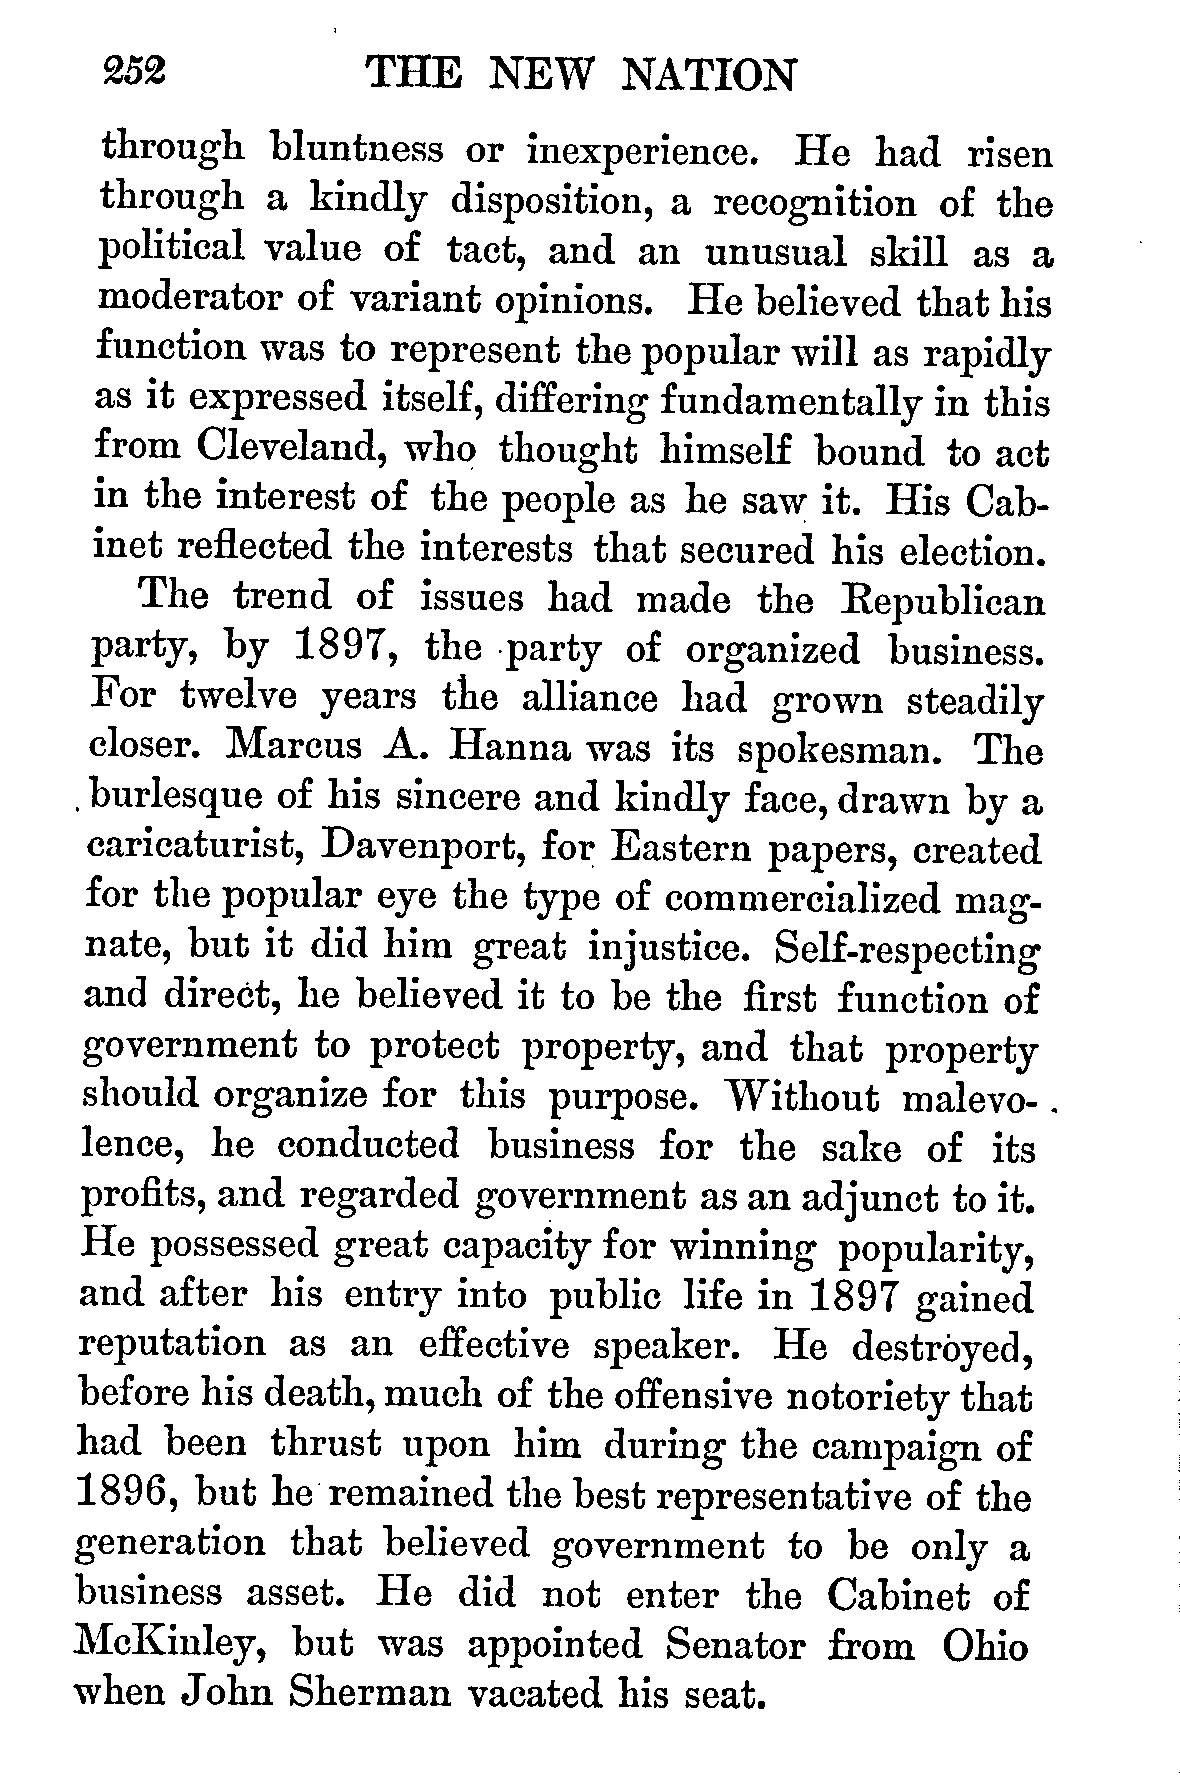 252 THE NEW NATION
through bluntness or inexperience. He had risen
through a kindly disposition, a recognition of the
political value of tact, and an unusual skill as a
moderator of variant opinions. He believed that his
function was to represent the popular will as rapidly
as it expressed itself, differing fundamentally in this
from Cleveland, who thought himself bound to act
in the interest of the people as he saw it. His Cab-
inet reflected the interests that secured his election.
The trend of issues had made the Republican
party, by 1897, the party of organized business.
For twelve years the alliance had grown steadily
closer. Marcus A. Hanna was its spokesman. The
burlesque of his sincere and kindly face, drawn by a
caricaturist, Davenport, for Eastern papers, created
for the popular eye the type of commercialized mag-
nate, but it did him great injustice. Self-respecting
and direct, he believed it to be the first function of
government to protect property, and that property
should organize for this purpose. Without malevo-
lence, he conducted business for the sake of its
profits, and regarded government as an adjunct to it.
He possessed great capacity for winning popularity,
and after his entry into public life in 1897 gained
reputation as an effective speaker. He destroyed,
before his death, much of the offensive notoriety that
had been thrust upon him during the campaign of
1896, but he remained the best representative of the
generation that believed government to be only a
business asset. He did not enter the Cabinet of
McKinley, but was appointed Senator from Ohio
when John Sherman vacated his seat.